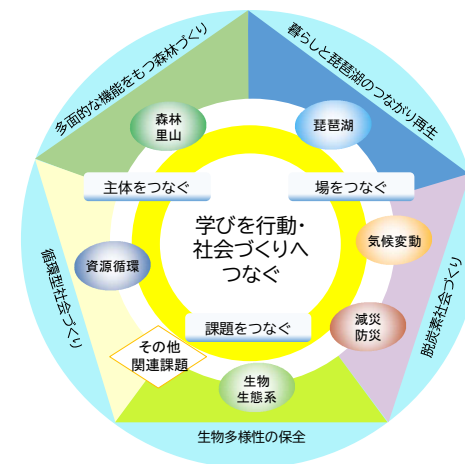 多面的な機能をもつ森林づくり
暮らしと琵琶湖のつながり再生
森林
里山
琵琶湖
主体をつなぐ
場をつなぐ
学びを行動・
社会づくりへ
つなぐ
気候変動
資源循環
循環型社会づくり
脱炭素社会づくり
課題をつなぐ
減災
防災
その他
関連課題
生物
生態系
生物多様性の保全